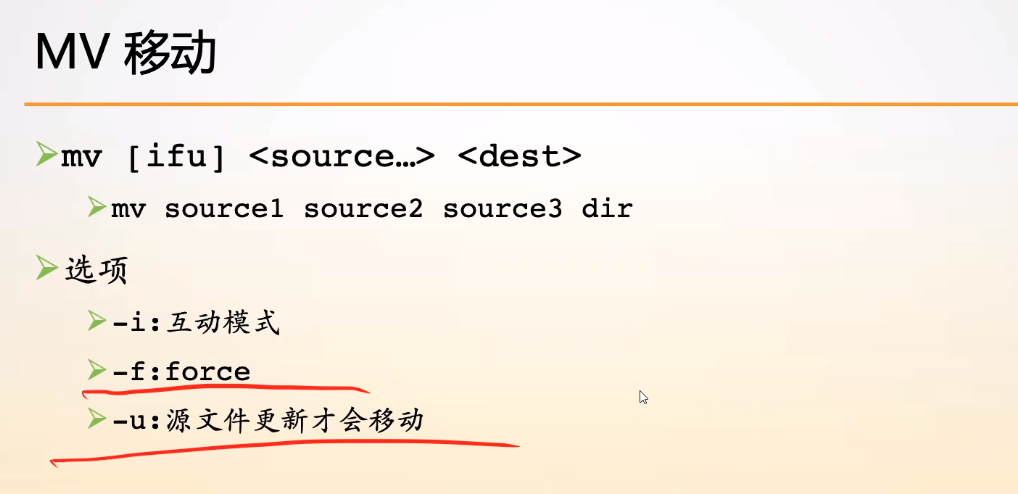 MV 移动
mv [ifu] <source…> <dest>
mv source1 source2 source3 dir
选项
-i:互动模式
-f:force
-u:源文件更新才会移动